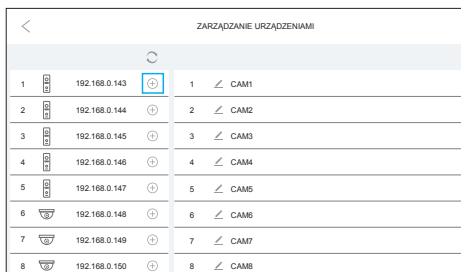 ZARZĄDZANIE URZĄDZENIAMI
1 192.168.0.143 1 CAM1
2 192.168.0.144 2 CAM2
3 192.168.0.145 3 CAM3
4 192.168.0.146 4 CAM4
5 192.168.0.147 5 CAM5
6 192.168.0.148 6 CAM6
7 192.168.0.149 7 CAM7
8 192.168.0.150 8 CAM8